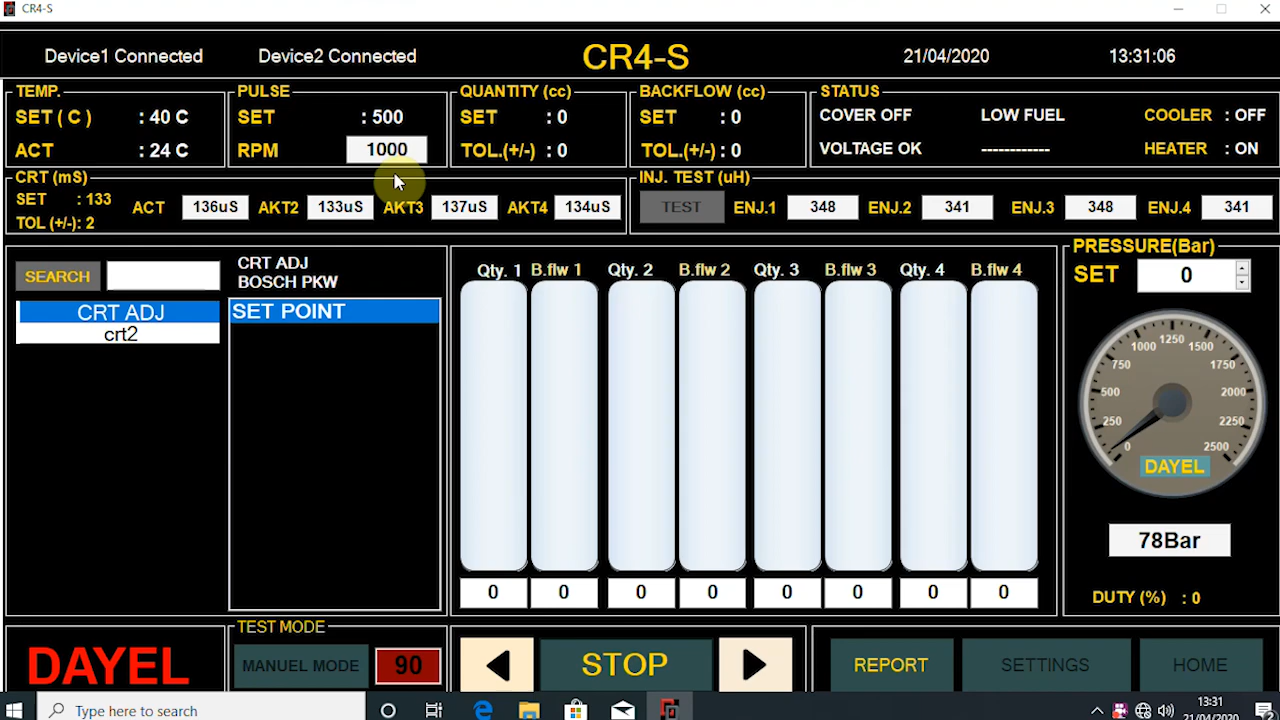 CR4-S
Device1 Connected Device2 Connected CR4-S 21/04/2020 13:31:06
TEMP.
SET ( C ) : 40 C
ACT : 24 C
PULSE
SET : 500
RPM 1000
QUANTITY (cc)
SET : 0
TOL.(+/-) : 0
BACKFLOW (cc)
SET : 0
TOL.(+/-) : 0
STATUS
COVER OFF LOW FUEL COOLER : OFF
VOLTAGE OK ------------ HEATER : ON
CRT (mS)
SET : 133
TOL (+/-): 2
ACT 136uS AKT2 133uS AKT3 137uS AKT4 134uS
INJ. TEST (uH)
TEST ENJ.1 348 ENJ.2 341 ENJ.3 348 ENJ.4 341
SEARCH
CRT ADJ
crt2
CRT ADJ
BOSCH PKW
SET POINT
Qty. 1 B.flw 1 Qty. 2 B.flw 2 Qty. 3 B.flw 3 Qty. 4 B.flw 4
0 0 0 0 0 0 0 0
PRESSURE(Bar)
SET 0
0 250 500 750 1000 1250 1500 1750 2000 2250 2500
DAYEL
78Bar
DUTY (%) : 0
DAYEL
TEST MODE
MANUEL MODE 90
STOP
REPORT SETTINGS HOME
Type here to search
13:31
21/04/2020
2